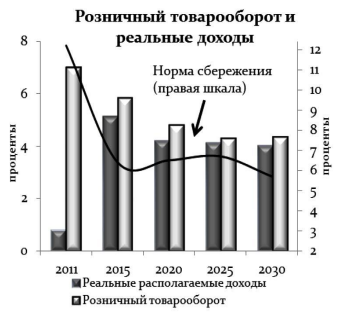 Розничный товарооборот и
реальные доходы
8
6
4
2
0
проценты
Норма сбережения
(правая шкала)
12
11
10
9
8
7
6
5
4
3
2
проценты
2011 2015 2020 2025 2030
Реальные располагаемые доходы
Розничный товарооборот